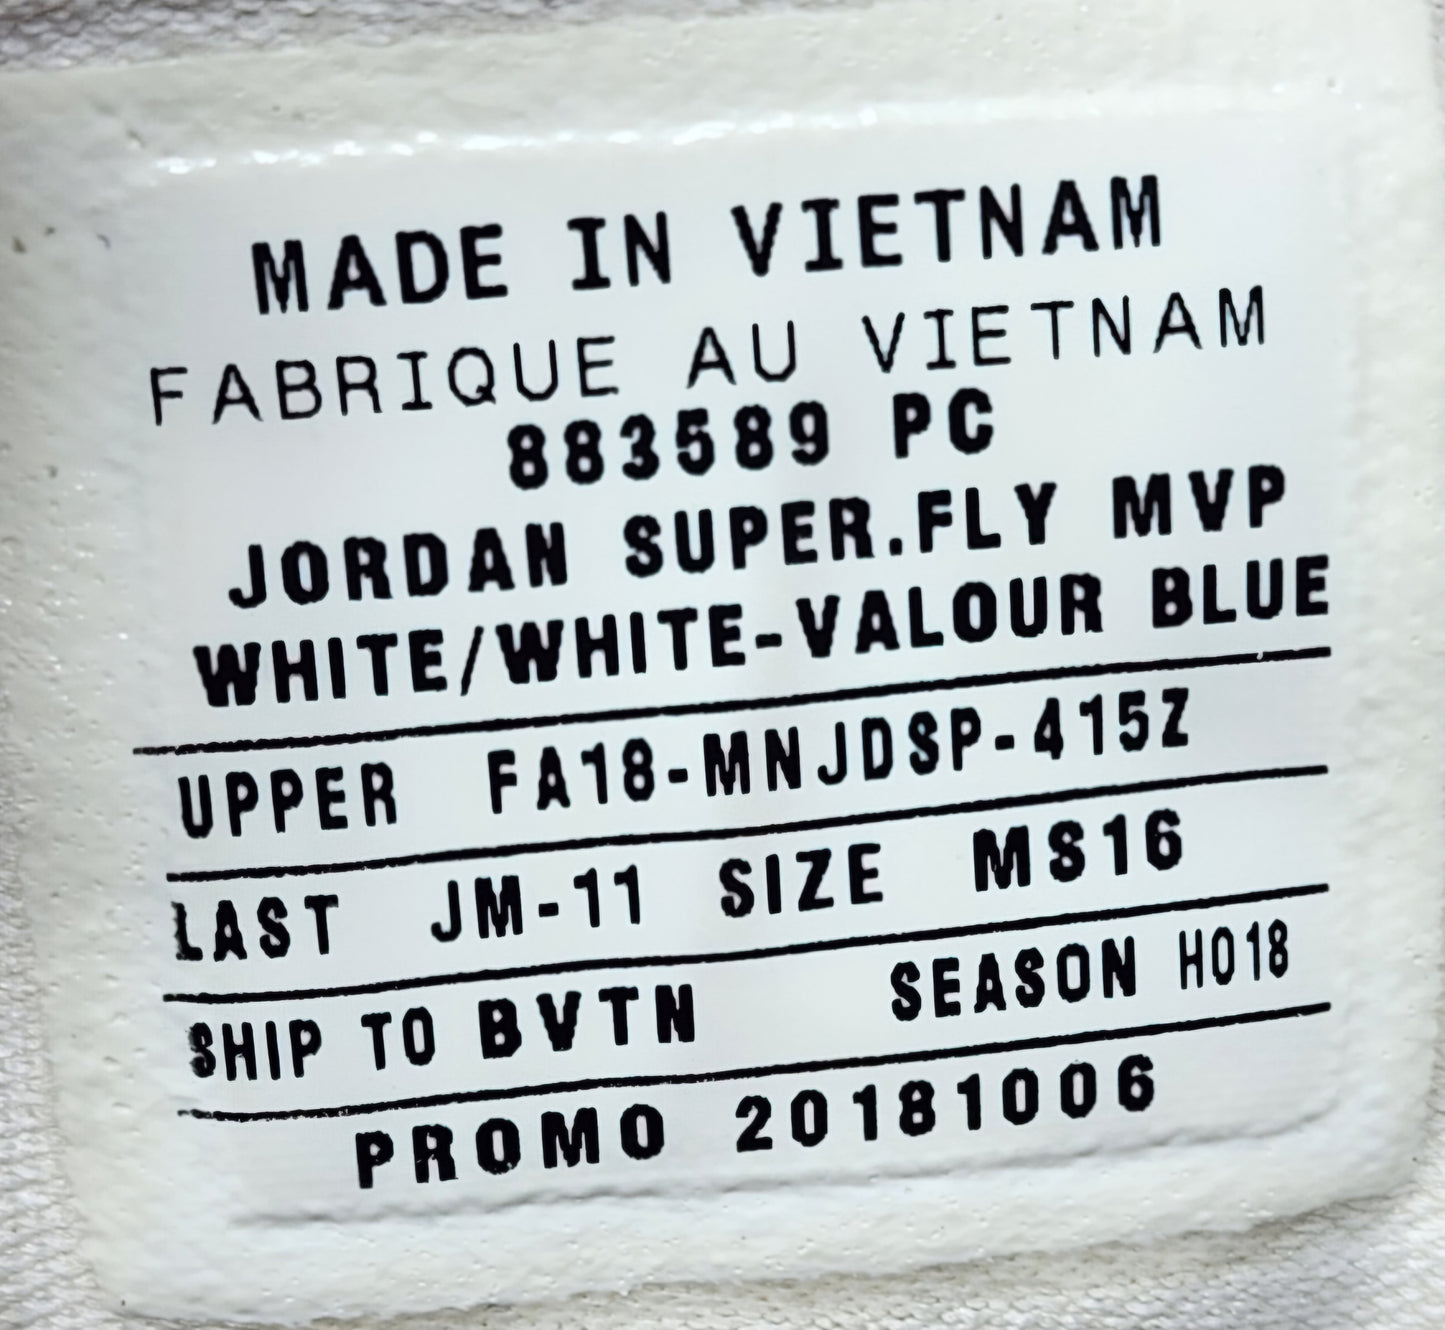 MADE IN VIETNAM
FABRIQUE AU VIETNAM
883589 PC
JORDAN SUPER.FLY MVP
WHITE/WHITE-VALOUR BLUE
UPPER FA18-MNJDSP-415Z
LAST JM-11 SIZE MS16
SHIP TO BVTN SEASON HO18
PROMO 20181006